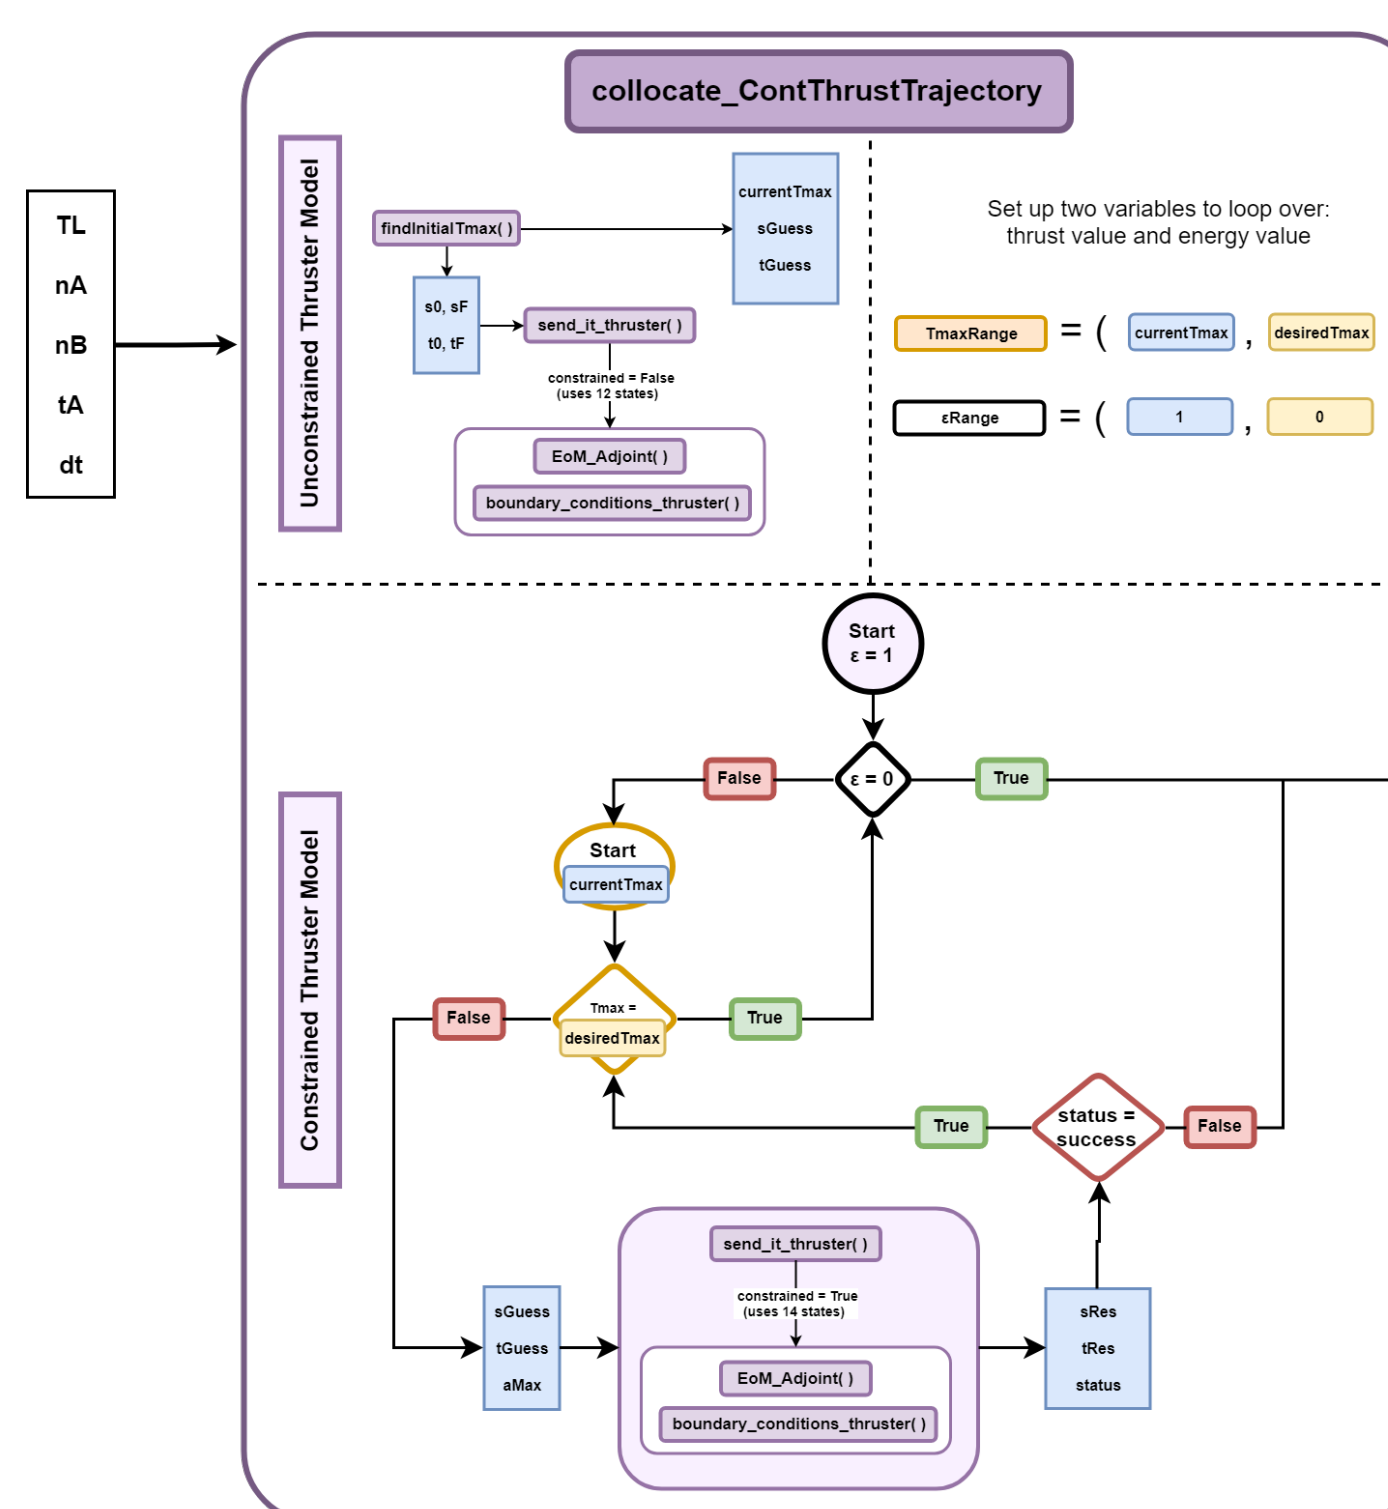 collocate_ContThrustTrajectory
TL
nA
nB
tA
dt
Unconstrained Thruster Model
findInitialTmax( )
currentTmax
sGuess
tGuess
s0, sF
t0, tF
send_it_thruster( )
constrained = False
(uses 12 states)
EoM_Adjoint( )
boundary_conditions_thruster( )
Set up two variables to loop over:
thrust value and energy value
TmaxRange = ( currentTmax , desiredTmax
εRange = ( 1 , 0
Constrained Thruster Model
Start
ε = 1
False
ε = 0
True
Start
currentTmax
False
Tmax =
desiredTmax
True
True
status =
success
False
sGuess
tGuess
aMax
send_it_thruster( )
constrained = True
(uses 14 states)
EoM_Adjoint( )
boundary_conditions_thruster( )
sRes
tRes
status